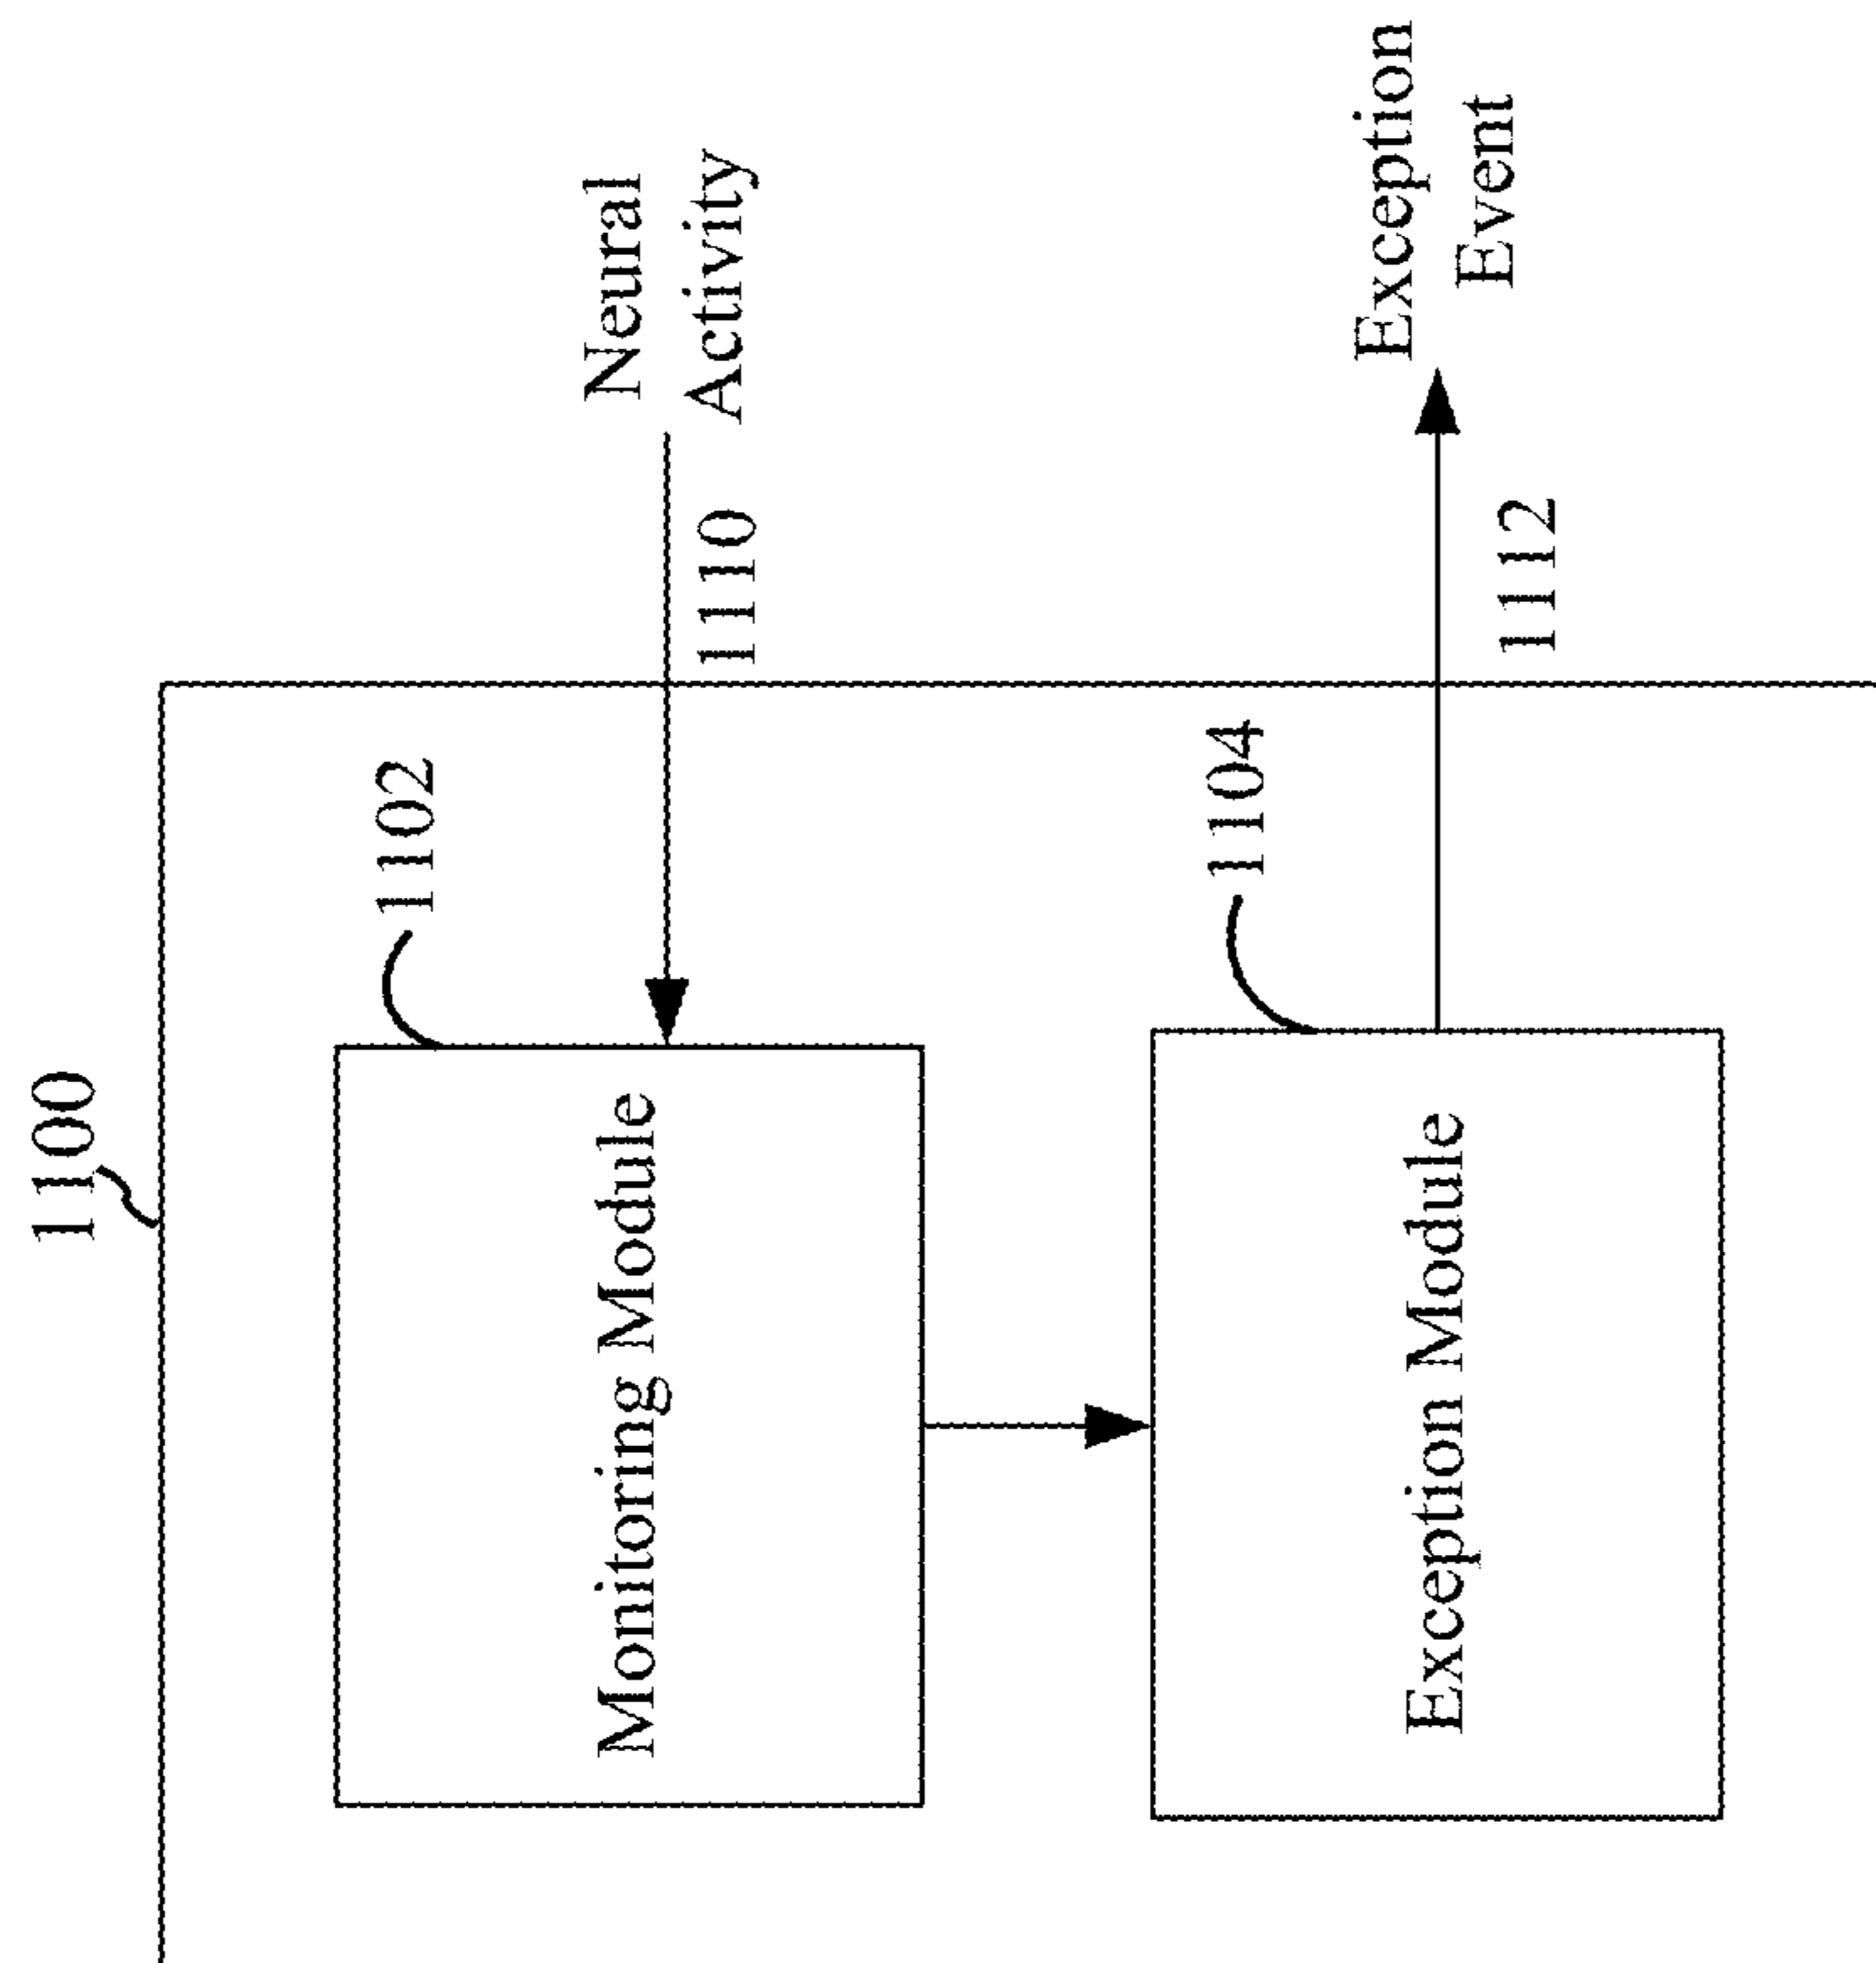 1100
1102
Monitoring Module
Neural
Activity
1110
1104
Exception Module
Exception
Event
1112